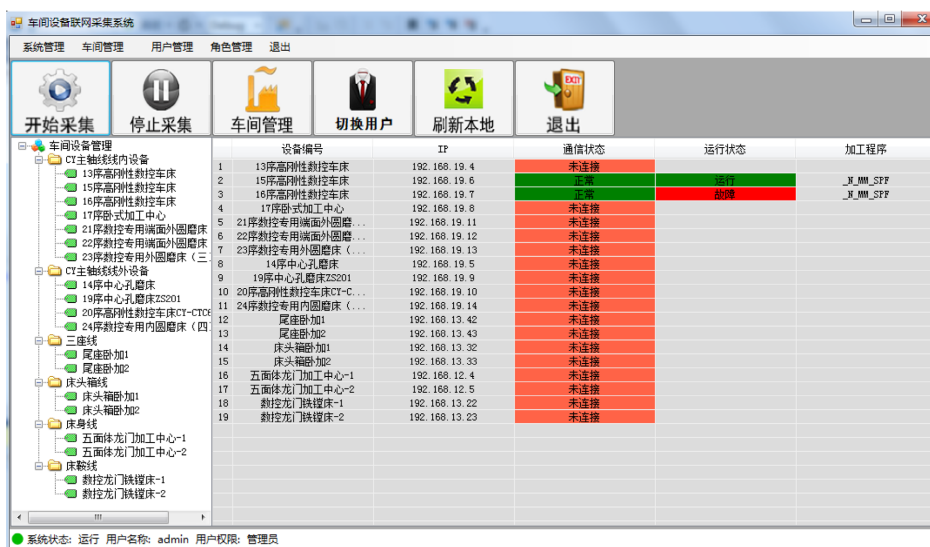 车间设备联网采集系统
系统管理 车间管理 用户管理 角色管理 退出
开始采集 停止采集 车间管理 切换用户 刷新本地 EXIT 退出
车间设备管理
CY主轴线线内设备
13序高刚性数控车床
15序高刚性数控车床
16序高刚性数控车床
17序卧式加工中心
21序数控专用端面外圆磨床
22序数控专用端面外圆磨床
23序数控专用外圆磨床（三
CY主轴线线外设备
14序中心孔磨床
19序中心孔磨床ZS201
20序高刚性数控车床CY-CTC6
24序数控专用内圆磨床（四
三座线
尾座卧加1
尾座卧加2
床头箱线
床头箱卧加1
床头箱卧加2
床身线
五面体龙门加工中心-1
五面体龙门加工中心-2
床鞍线
数控龙门铣镗床-1
数控龙门铣镗床-2
设备编号 IP 通信状态 运行状态 加工程序
1 13序高刚性数控车床 192.168.19.4 未连接
2 15序高刚性数控车床 192.168.19.6 正常 运行 _N_MM_SPF
3 16序高刚性数控车床 192.168.19.7 正常 故障 _N_MM_SPF
4 17序卧式加工中心 192.168.19.8 未连接
5 21序数控专用端面外圆磨... 192.168.19.11 未连接
6 22序数控专用端面外圆磨... 192.168.19.12 未连接
7 23序数控专用外圆磨床（... 192.168.19.13 未连接
8 14序中心孔磨床 192.168.19.5 未连接
9 19序中心孔磨床ZS201 192.168.19.9 未连接
10 20序高刚性数控车床CY-C... 192.168.19.10 未连接
11 24序数控专用内圆磨床（... 192.168.19.14 未连接
12 尾座卧加1 192.168.13.42 未连接
13 尾座卧加2 192.168.13.43 未连接
14 床头箱卧加1 192.168.13.32 未连接
15 床头箱卧加2 192.168.13.33 未连接
16 五面体龙门加工中心-1 192.168.12.4 未连接
17 五面体龙门加工中心-2 192.168.12.5 未连接
18 数控龙门铣镗床-1 192.168.13.22 未连接
19 数控龙门铣镗床-2 192.168.13.23 未连接
系统状态: 运行 用户名称: admin 用户权限: 管理员